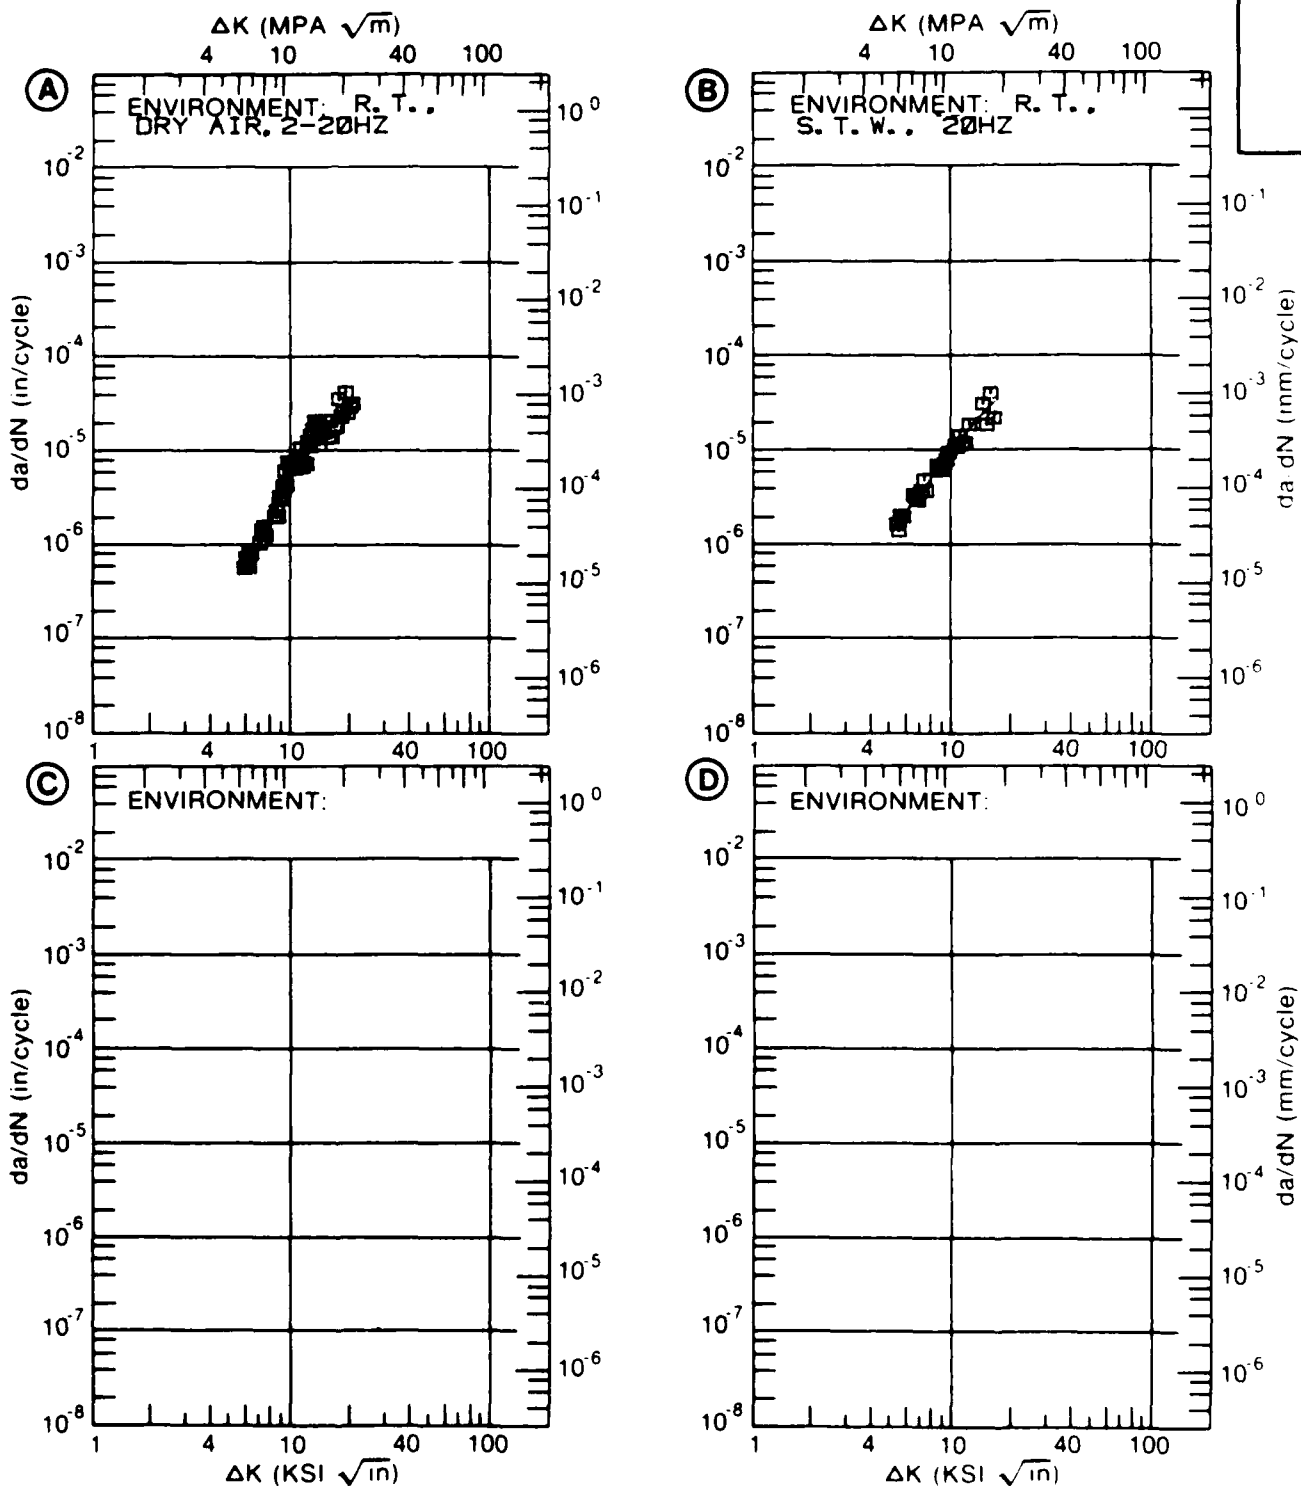 ΔK (MPA √m)
4 10 40 100
ΔK (MPA √m)
4 10 40 100
A
ENVIRONMENT: R. T.,
DRY AIR, 2-20HZ
10^-2
10^-3
10^-4
10^-5
10^-6
10^-7
10^-8
da/dN (in/cycle)
10^0
10^-1
10^-2
10^-3
10^-4
10^-5
10^-6
1 4 10 40 100
B
ENVIRONMENT: R. T.,
S. T. W., 20HZ
10^-2
10^-3
10^-4
10^-5
10^-6
10^-7
10^-8
10^-1
10^-2
10^-3
10^-4
10^-5
10^-6
da/dN (mm/cycle)
1 4 10 40 100
C
ENVIRONMENT:
10^-2
10^-3
10^-4
10^-5
10^-6
10^-7
10^-8
da/dN (in/cycle)
10^0
10^-1
10^-2
10^-3
10^-4
10^-5
10^-6
1 4 10 40 100
ΔK (KSI √in)
D
ENVIRONMENT:
10^-2
10^-3
10^-4
10^-5
10^-6
10^-7
10^-8
10^0
10^-1
10^-2
10^-3
10^-4
10^-5
10^-6
da/dN (mm/cycle)
1 4 10 40 100
ΔK (KSI √in)